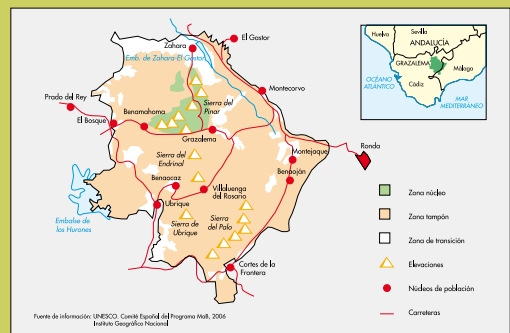 El Gastor
Zahara
Emb. de Zahara-El Gastor
Montecorvo
Prado del Rey
Benamahoma
Sierra del
Pinar
El Bosque
Grazalema
Montejaque
Ronda
Sierra del
Endrinal
Benaoján
Benaocaz
Villaluenga
del Rosario
Ubrique
Embalse de
los Hurones
Sierra de
Ubrique
Sierra
del Palo
Cortes de la
Frontera
Huelva
Sevilla
ANDALUCÍA
GRAZALEMA
Málaga
OCÉANO
ATLÁNTICO
Cádiz
MAR
MEDITERRÁNEO
Zona núcleo
Zona tampón
Zona de transición
Elevaciones
Núcleos de población
Carreteras
Fuente de información: UNESCO. Comité Español del Programa MaB, 2006
Instituto Geográfico Nacional